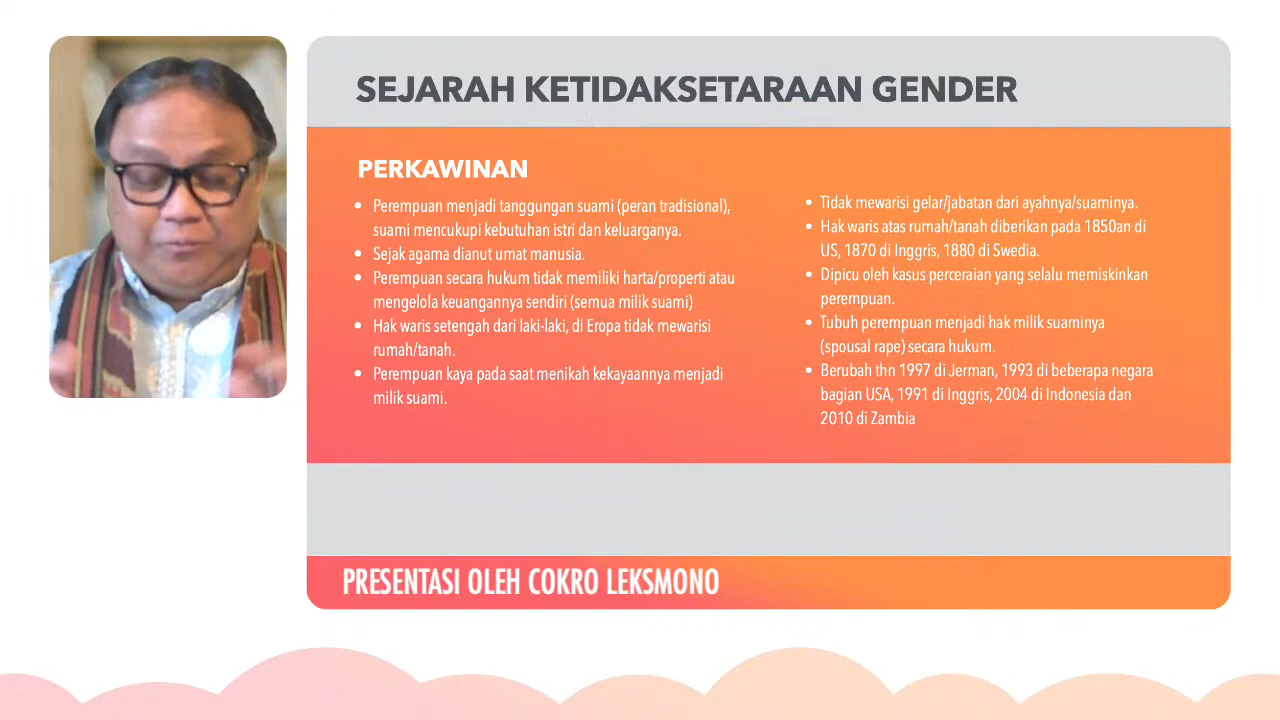 SEJARAH KETIDAKSETARAAN GENDER
PERKAWINAN
• Perempuan menjadi tanggungan suami (peran tradisional),
suami mencukupi kebutuhan istri dan keluarganya.
• Sejak agama dianut umat manusia.
• Perempuan secara hukum tidak memiliki harta/properti atau
mengelola keuangannya sendiri (semua milik suami)
• Hak waris setengah dari laki-laki, di Eropa tidak mewarisi
rumah/tanah.
• Perempuan kaya pada saat menikah kekayaannya menjadi
milik suami.
• Tidak mewarisi gelar/jabatan dari ayahnya/suaminya.
• Hak waris atas rumah/tanah diberikan pada 1850an di
US, 1870 di Inggris, 1880 di Swedia.
• Dipicu oleh kasus perceraian yang selalu memiskinkan
perempuan.
• Tubuh perempuan menjadi hak milik suaminya
(spousal rape) secara hukum.
• Berubah thn 1997 di Jerman, 1993 di beberapa negara
bagian USA, 1991 di Inggris, 2004 di Indonesia dan
2010 di Zambia
PRESENTASI OLEH COKRO LEKSMONO